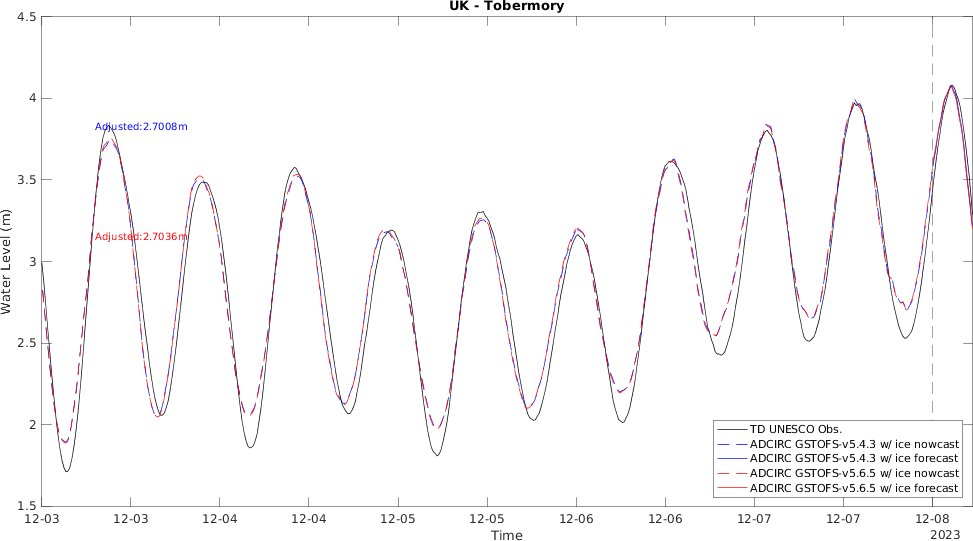 UK - Tobermory
4.5
4
3.5
3
2.5
2
1.5
Water Level (m)
Adjusted:2.7008m
Adjusted:2.7036m
TD UNESCO Obs.
ADCIRC GSTOFS-v5.4.3 w/ ice nowcast
ADCIRC GSTOFS-v5.4.3 w/ ice forecast
ADCIRC GSTOFS-v5.6.5 w/ ice nowcast
ADCIRC GSTOFS-v5.6.5 w/ ice forecast
12-03 12-03 12-04 12-04 12-05 12-05 12-06 12-06 12-07 12-07 12-08
2023
Time